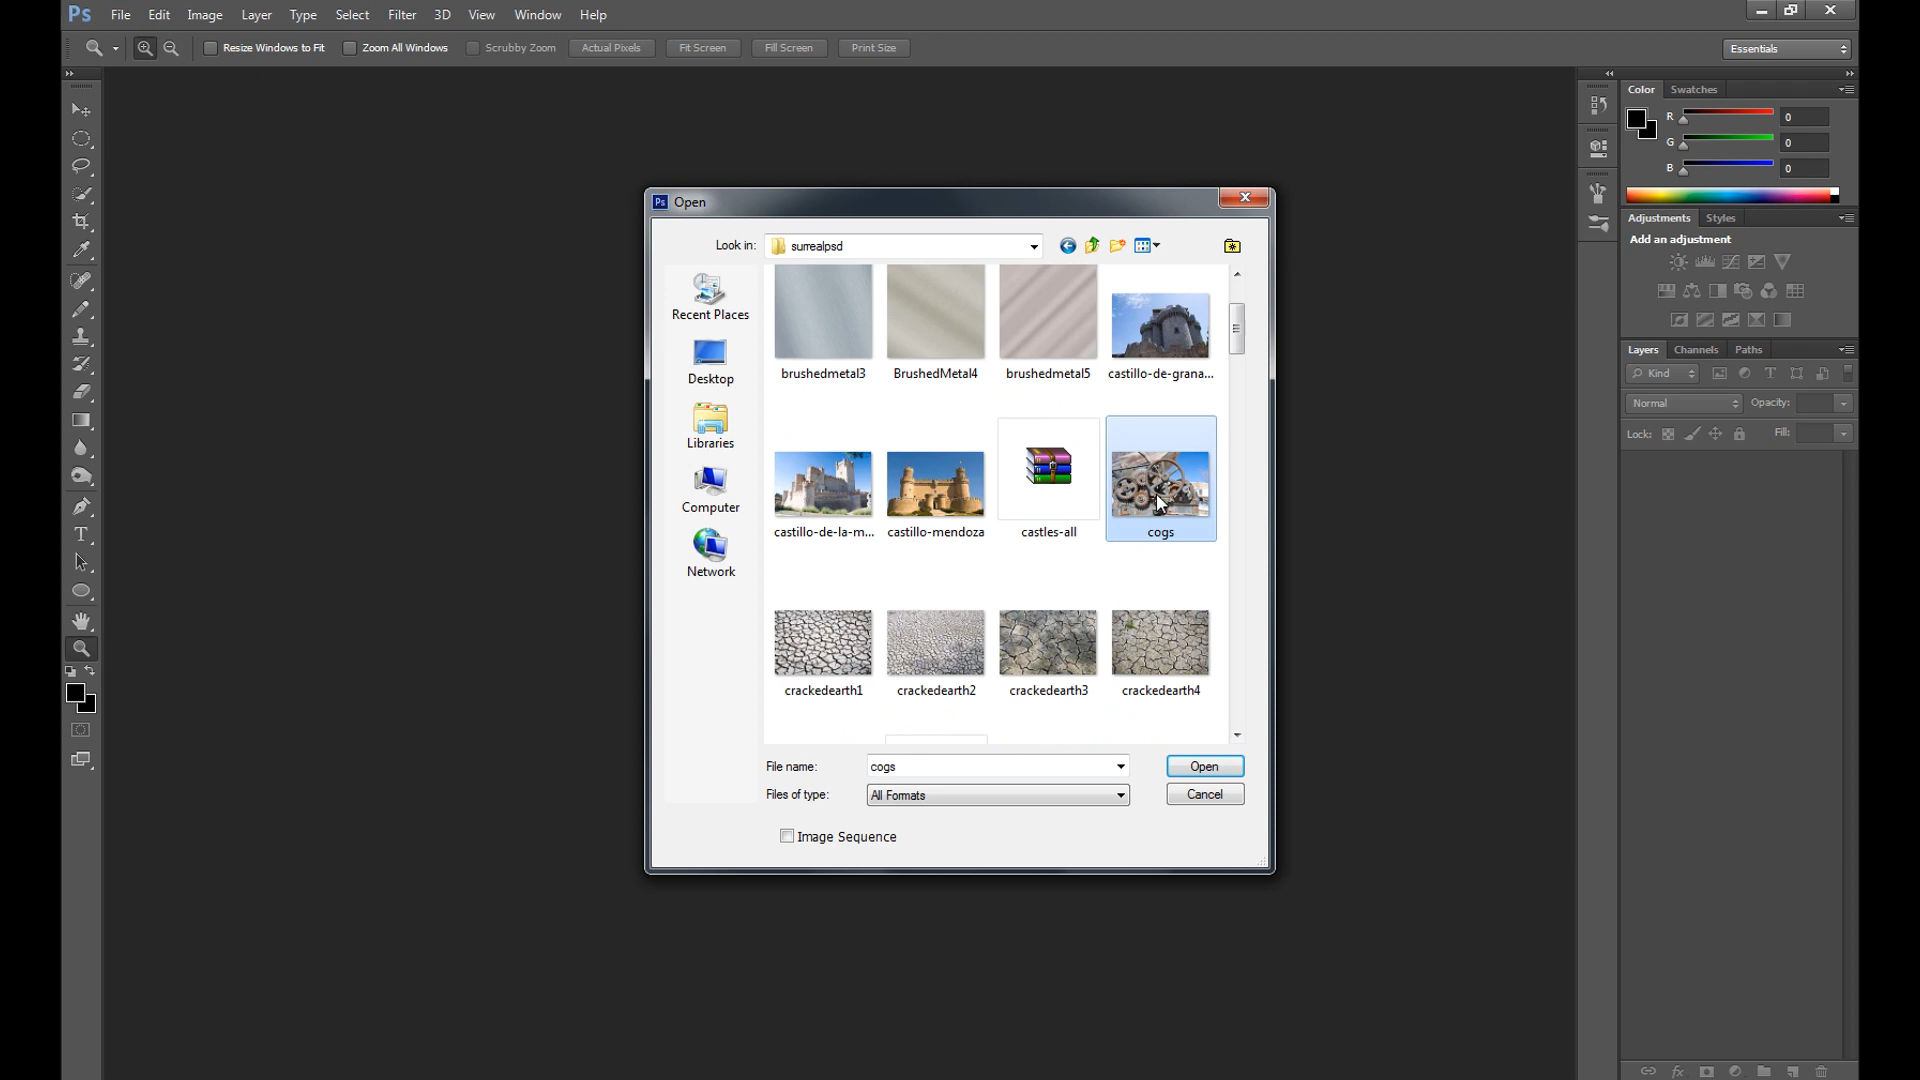 Ps File Edit Image Layer Type Select Filter 3D View Window Help
Resize Windows to Fit Zoom All Windows Scrubby Zoom Actual Pixels Fit Screen Fill Screen Print Size Essentials
Color Swatches
R 0
G 0
B 0
Adjustments Styles
Add an adjustment
Layers Channels Paths
Kind
Normal Opacity:
Lock: Fill:
Ps Open
Look in: surrealpsd
Recent Places
Desktop
Libraries
Computer
Network
brushedmetal3 BrushedMetal4 brushedmetal5 castillo-de-grana...
castillo-de-la-m... castillo-mendoza castles-all cogs
crackedearth1 crackedearth2 crackedearth3 crackedearth4
File name: cogs Open
Files of type: All Formats Cancel
Image Sequence
T
fx